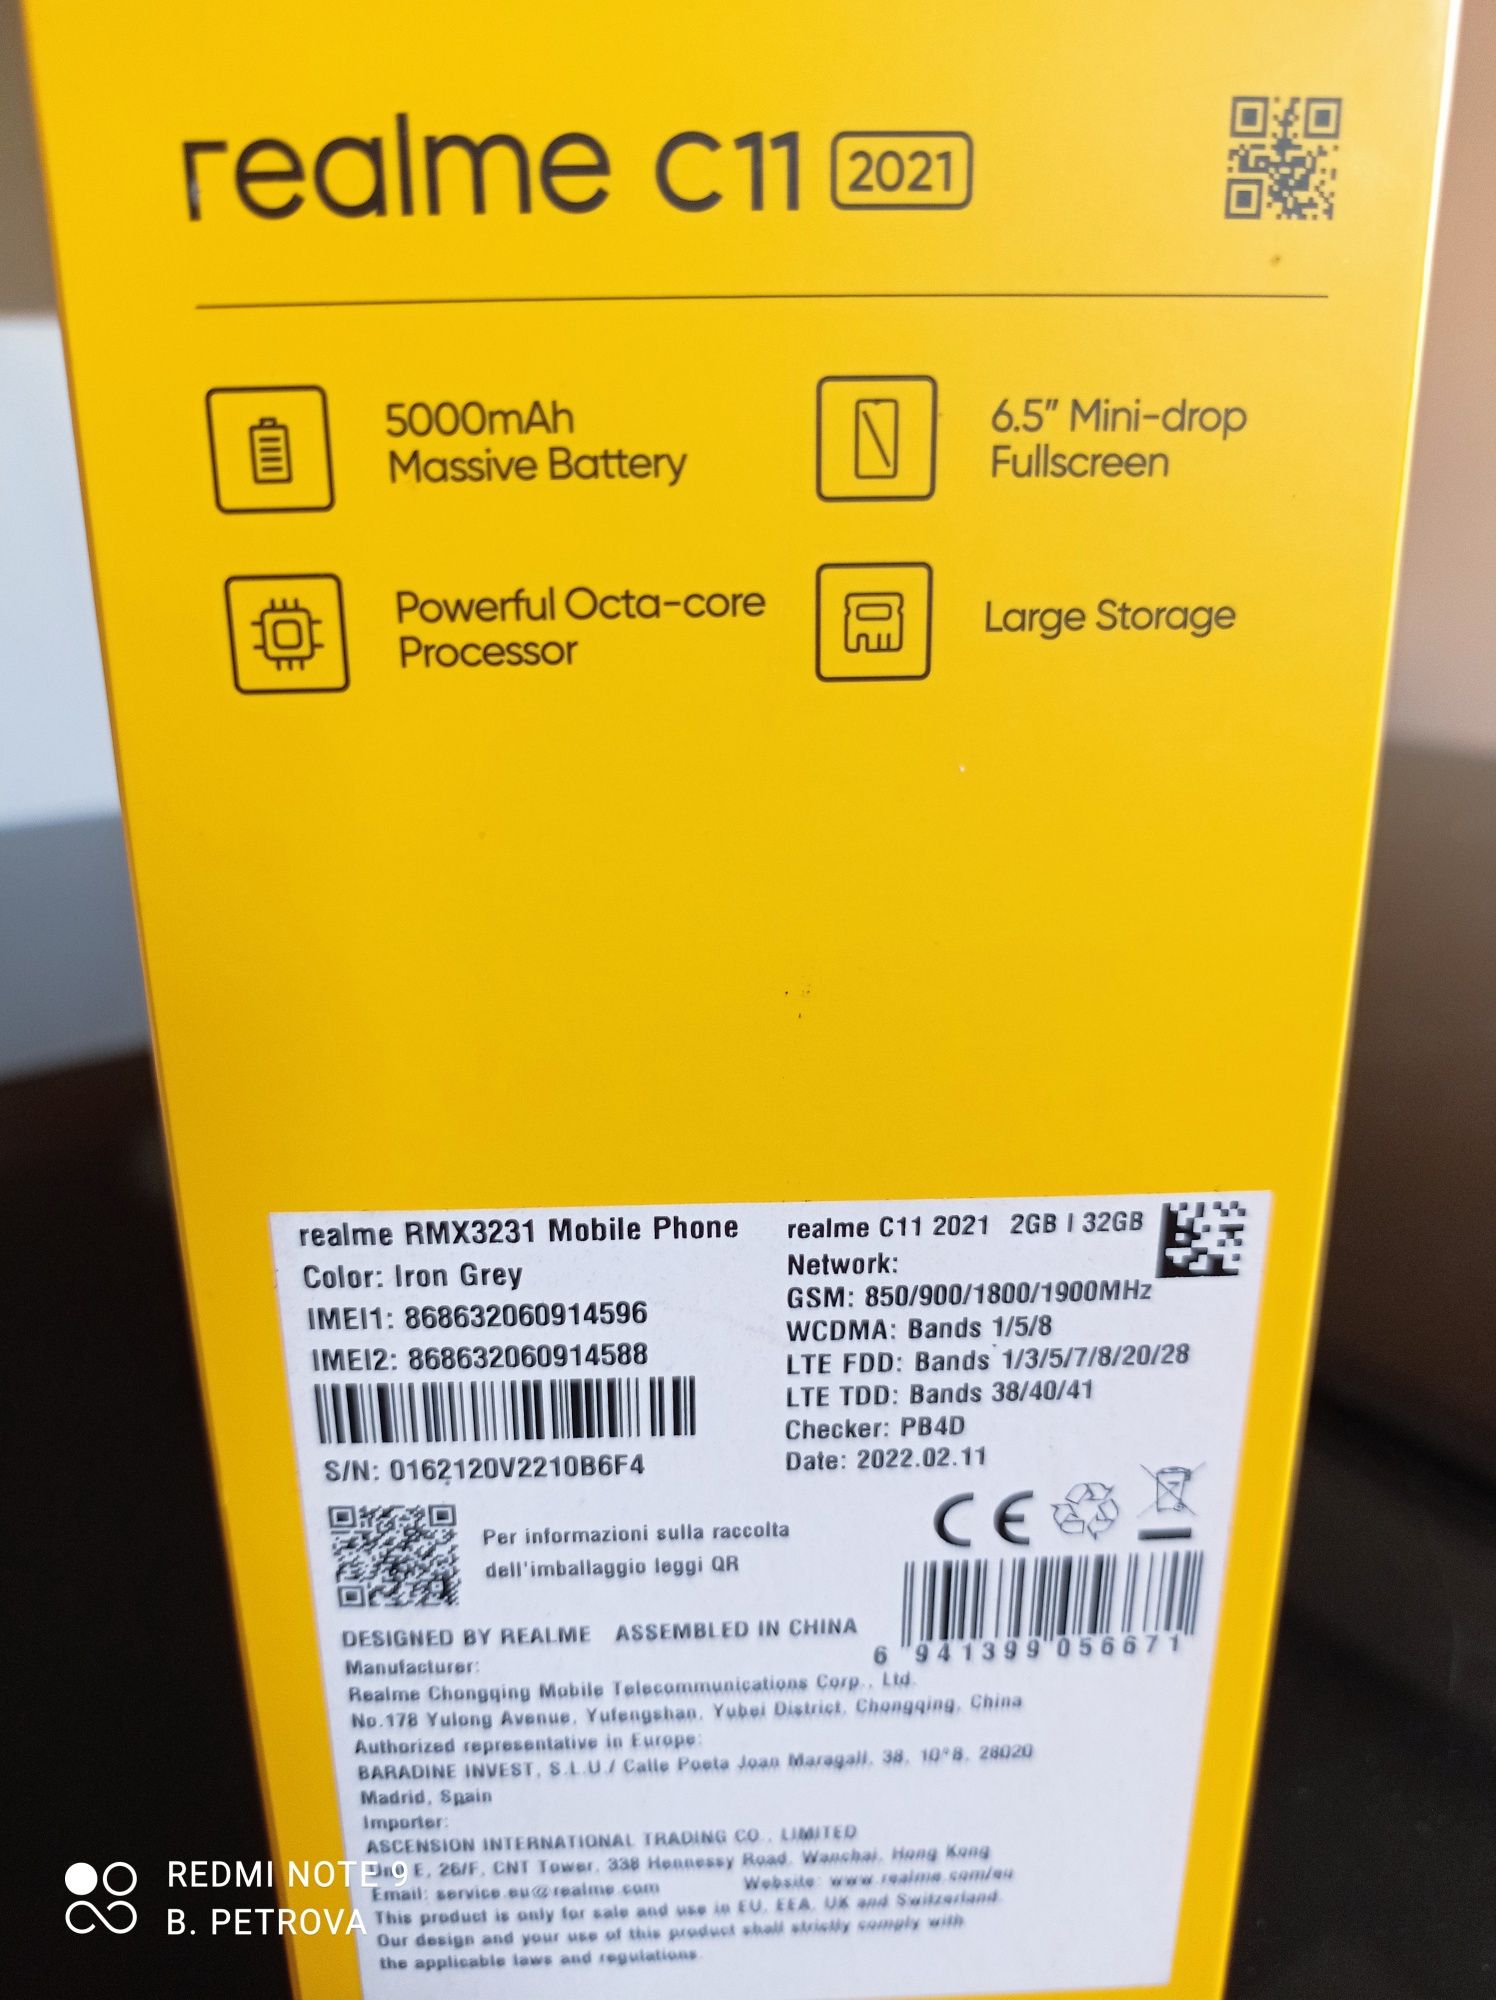 realme C11 2021
5000mAh
Massive Battery
6.5" Mini-drop
Fullscreen
Powerful Octa-core
Processor
Large Storage
realme RMX3231 Mobile Phone
Color: Iron Grey
IMEI1: 868632060914596
IMEI2: 868632060914588
S/N: 0162120V2210B6F4
realme C11 2021 2GB | 32GB
Network:
GSM: 850/900/1800/1900MHz
WCDMA: Bands 1/5/8
LTE FDD: Bands 1/3/5/7/8/20/28
LTE TDD: Bands 38/40/41
Checker: PB4D
Date: 2022.02.11
CE
Per informazioni sulla raccolta
dell'imballaggio leggi QR
6 941399 056671
DESIGNED BY REALME ASSEMBLED IN CHINA
Manufacturer:
Realme Chongqing Mobile Telecommunications Corp., Ltd.
No.178 Yulong Avenue, Yufengshan, Yubei District, Chongqing, China
Authorized representative in Europe:
BARADINE INVEST, S.L.U./ Calle Poeta Joan Maragall, 38, 10°8, 28020
Madrid, Spain
Importer:
ASCENSION INTERNATIONAL TRADING CO., LIMITED
E, 26/F, CNT Tower, 338 Hennessy Road, Wanchai, Hong Kong
Email: service.eu@realme.com Website: www.realme.com/eu
This product is only for sale and use in EU, EEA, UK and Switzerland.
Our design and your use of this product shall strictly comply with
the applicable laws and regulations.
REDMI NOTE 9
B. PETROVA